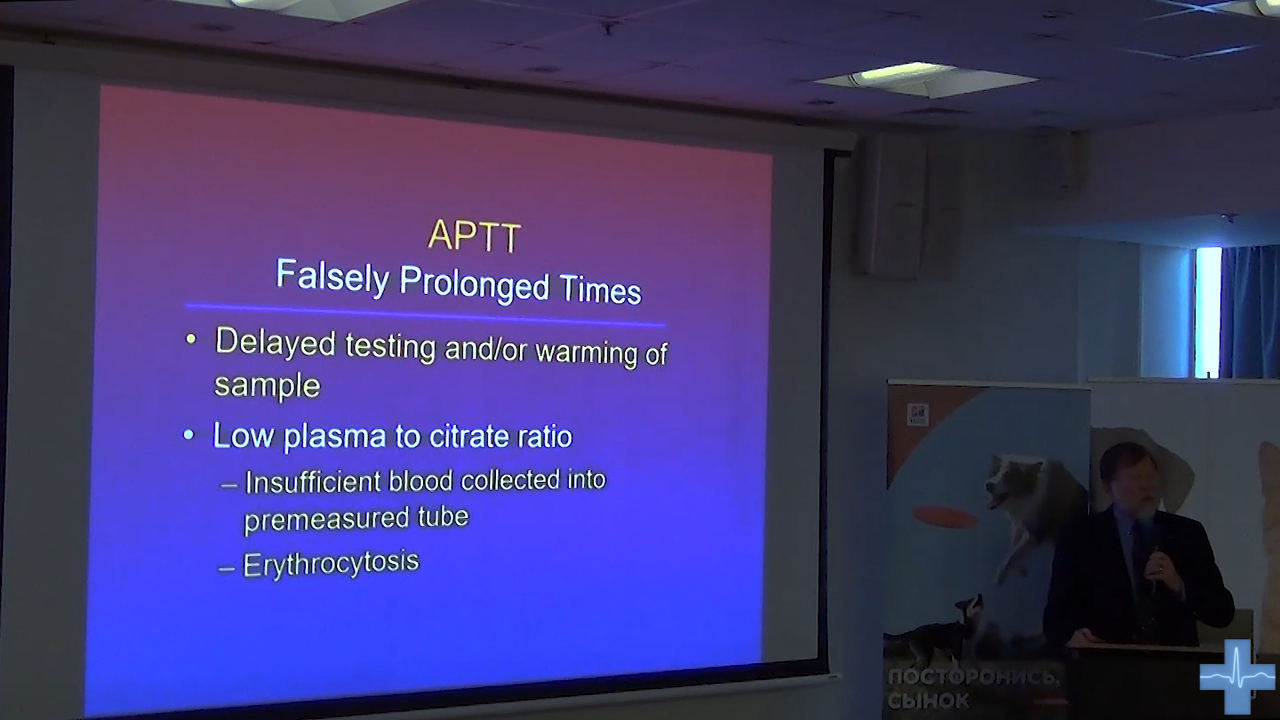 APTT
Falsely Prolonged Times
• Delayed testing and/or warming of
sample
• Low plasma to citrate ratio
– Insufficient blood collected into
premeasured tube
– Erythrocytosis
ПОСТОРОНИСЬ,
СЫНОК